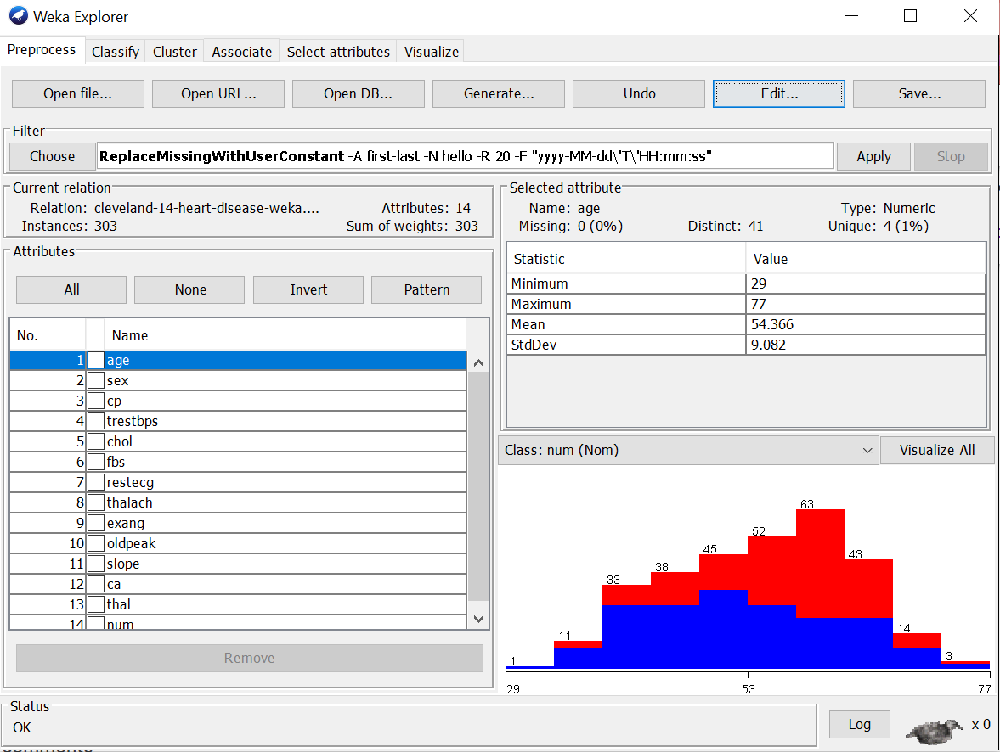 Weka Explorer
Preprocess Classify Cluster Associate Select attributes Visualize
Open file... Open URL... Open DB... Generate... Undo Edit... Save...
Filter
Choose ReplaceMissingWithUserConstant -A first-last -N hello -R 20 -F "yyyy-MM-dd\'T\'HH:mm:ss" Apply Stop
Current relation
Relation: cleveland-14-heart-disease-weka.... Attributes: 14
Instances: 303 Sum of weights: 303
Attributes
All None Invert Pattern
No. Name
1 age
2 sex
3 cp
4 trestbps
5 chol
6 fbs
7 restecg
8 thalach
9 exang
10 oldpeak
11 slope
12 ca
13 thal
14 num
Remove
Selected attribute
Name: age Type: Numeric
Missing: 0 (0%) Distinct: 41 Unique: 4 (1%)
Statistic Value
Minimum 29
Maximum 77
Mean 54.366
StdDev 9.082
Class: num (Nom) Visualize All
1 11 33 38 45 52 63 43 14 3
29 53 77
Status
OK
Log x 0